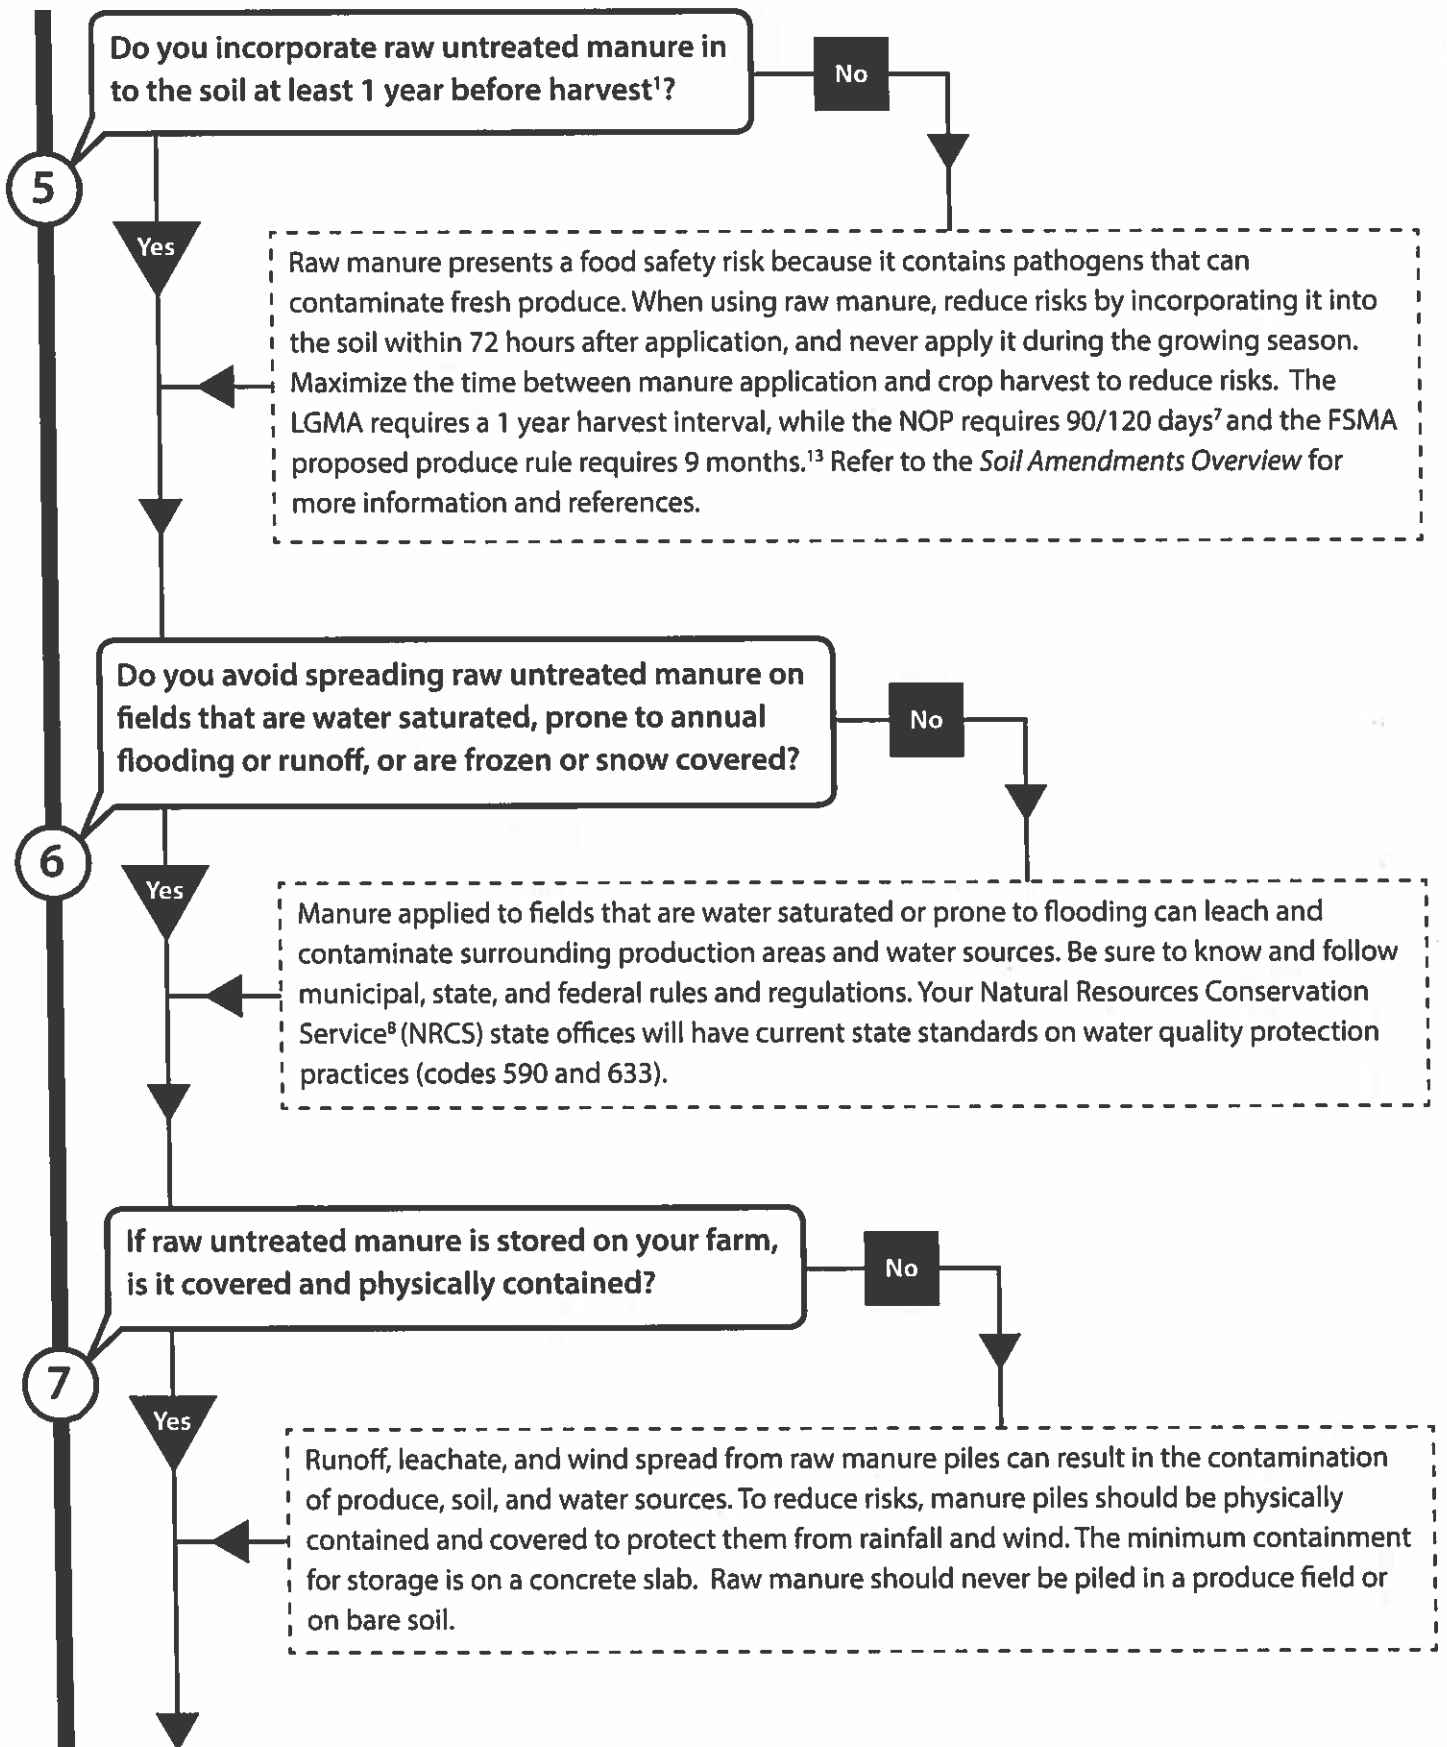 Do you incorporate raw untreated manure in
to the soil at least 1 year before harvest¹?
No
5
Yes
Raw manure presents a food safety risk because it contains pathogens that can
contaminate fresh produce. When using raw manure, reduce risks by incorporating it into
the soil within 72 hours after application, and never apply it during the growing season.
Maximize the time between manure application and crop harvest to reduce risks. The
LGMA requires a 1 year harvest interval, while the NOP requires 90/120 days⁷ and the FSMA
proposed produce rule requires 9 months.¹³ Refer to the Soil Amendments Overview for
more information and references.
Do you avoid spreading raw untreated manure on
fields that are water saturated, prone to annual
flooding or runoff, or are frozen or snow covered?
No
6
Yes
Manure applied to fields that are water saturated or prone to flooding can leach and
contaminate surrounding production areas and water sources. Be sure to know and follow
municipal, state, and federal rules and regulations. Your Natural Resources Conservation
Service⁸ (NRCS) state offices will have current state standards on water quality protection
practices (codes 590 and 633).
If raw untreated manure is stored on your farm,
is it covered and physically contained?
No
7
Yes
Runoff, leachate, and wind spread from raw manure piles can result in the contamination
of produce, soil, and water sources. To reduce risks, manure piles should be physically
contained and covered to protect them from rainfall and wind. The minimum containment
for storage is on a concrete slab. Raw manure should never be piled in a produce field or
on bare soil.